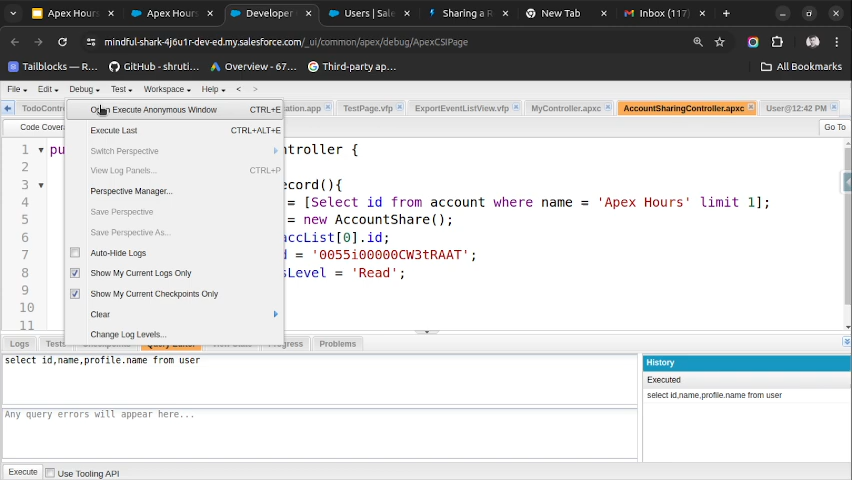 Apex Hours
Apex Hour
Developer
Users | Sale
Sharing a R
New Tab
Inbox (117)
mindful-shark-4j6u1r-dev-ed.my.salesforce.com/_ui/common/apex/debug/ApexCSIPage
Tailblocks — R...
GitHub - shruti...
Overview - 67...
Third-party ap...
All Bookmarks
File Edit Debug Test Workspace Help < >
TodoContr
ation.app
TestPage.vfp
ExportEventListView.vfp
MyController.apxc
AccountSharingController.apxc
User@12:42 PM
Code Covera
Go To
Open Execute Anonymous Window CTRL+E
Execute Last CTRL+ALT+E
Switch Perspective
View Log Panels... CTRL+P
Perspective Manager...
Save Perspective
Save Perspective As...
Auto-Hide Logs
Show My Current Logs Only
Show My Current Checkpoints Only
Clear
Change Log Levels...
1 pu ntroller {
2
3 ecord(){
4 = [Select id from account where name = 'Apex Hours' limit 1];
5 = new AccountShare();
6 accList[0].id;
7 = '0055i00000CW3tRAAT';
8 sLevel = 'Read';
9
10
11
Logs Tests Checkpoints Query Editor View State Progress Problems
select id,name,profile.name from user
Any query errors will appear here...
History
Executed
select id,name,profile.name from user
Execute Use Tooling API